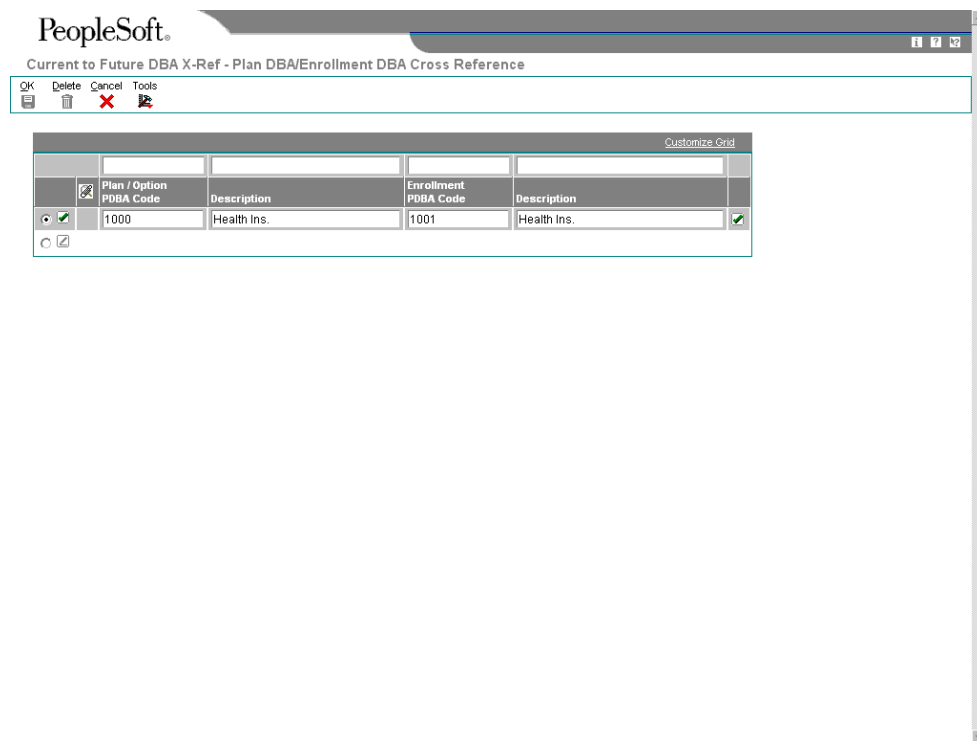 PeopleSoft®
Current to Future DBA X-Ref - Plan DBA/Enrollment DBA Cross Reference
OK Delete Cancel Tools
Customize Grid
Plan / Option PDBA Code Description Enrollment PDBA Code Description
1000 Health Ins. 1001 Health Ins.